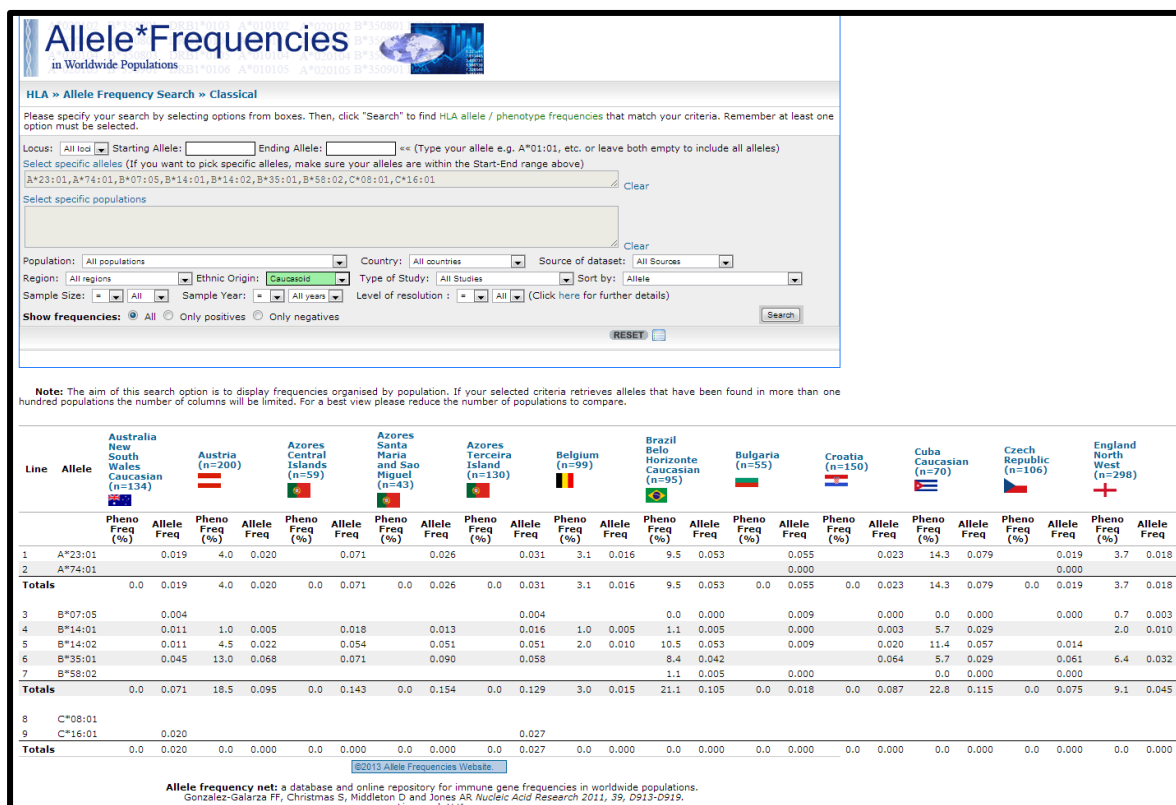 Allele*Frequencies
in Worldwide Populations
HLA » Allele Frequency Search » Classical
Please specify your search by selecting options from boxes. Then, click "Search" to find HLA allele / phenotype frequencies that match your criteria. Remember at least one
option must be selected.
Locus: All loci Starting Allele: Ending Allele: «« (Type your allele e.g. A*01:01, etc. or leave both empty to include all alleles)
Select specific alleles (If you want to pick specific alleles, make sure your alleles are within the Start-End range above)
A*23:01,A*74:01,B*07:05,B*14:01,B*14:02,B*35:01,B*58:02,C*08:01,C*16:01
Clear
Select specific populations
Clear
Population: All populations Country: All countries Source of dataset: All Sources
Region: All regions Ethnic Origin: Caucasoid Type of Study: All Studies Sort by: Allele
Sample Size: = All Sample Year: = All years Level of resolution : = All (Click here for further details)
Show frequencies: All Only positives Only negatives Search
RESET
Note: The aim of this search option is to display frequencies organised by population. If your selected criteria retrieves alleles that have been found in more than one
hundred populations the number of columns will be limited. For a best view please reduce the number of populations to compare.
Line Allele
Australia New South Wales Caucasian (n=134)
Austria (n=200)
Azores Central Islands (n=59)
Azores Santa Maria and Sao Miguel (n=43)
Azores Terceira Island (n=130)
Belgium (n=99)
Brazil Belo Horizonte Caucasian (n=95)
Bulgaria (n=55)
Croatia (n=150)
Cuba Caucasian (n=70)
Czech Republic (n=106)
England North West (n=298)
Pheno Freq (%) Allele Freq Pheno Freq (%) Allele Freq Pheno Freq (%) Allele Freq Pheno Freq (%) Allele Freq Pheno Freq (%) Allele Freq Pheno Freq (%) Allele Freq Pheno Freq (%) Allele Freq Pheno Freq (%) Allele Freq Pheno Freq (%) Allele Freq Pheno Freq (%) Allele Freq Pheno Freq (%) Allele Freq Pheno Freq (%) Allele Freq
1 A*23:01 0.019 4.0 0.020 0.071 0.026 0.031 3.1 0.016 9.5 0.053 0.055 0.023 14.3 0.079 0.019 3.7 0.018
2 A*74:01 0.000 0.000
Totals 0.0 0.019 4.0 0.020 0.0 0.071 0.0 0.026 0.0 0.031 3.1 0.016 9.5 0.053 0.0 0.055 0.0 0.023 14.3 0.079 0.0 0.019 3.7 0.018
3 B*07:05 0.004 0.004 0.0 0.000 0.009 0.000 0.0 0.000 0.000 0.7 0.003
4 B*14:01 0.011 1.0 0.005 0.018 0.013 0.016 1.0 0.005 1.1 0.005 0.000 0.003 5.7 0.029 2.0 0.010
5 B*14:02 0.011 4.5 0.022 0.054 0.051 0.051 2.0 0.010 10.5 0.053 0.009 0.020 11.4 0.057 0.014
6 B*35:01 0.045 13.0 0.068 0.071 0.090 0.058 8.4 0.042 0.064 5.7 0.029 0.061 6.4 0.032
7 B*58:02 1.1 0.005 0.000 0.0 0.000 0.000
Totals 0.0 0.071 18.5 0.095 0.0 0.143 0.0 0.154 0.0 0.129 3.0 0.015 21.1 0.105 0.0 0.018 0.0 0.087 22.8 0.115 0.0 0.075 9.1 0.045
8 C*08:01
9 C*16:01 0.020 0.027
Totals 0.0 0.020 0.0 0.000 0.0 0.000 0.0 0.000 0.0 0.027 0.0 0.000 0.0 0.000 0.0 0.000 0.0 0.000 0.0 0.000 0.0 0.000 0.0 0.000
©2013 Allele Frequencies Website.
Allele frequency net: a database and online repository for immune gene frequencies in worldwide populations.
Gonzalez-Galarza FF, Christmas S, Middleton D and Jones AR Nucleic Acid Research 2011, 39, D913-D919.